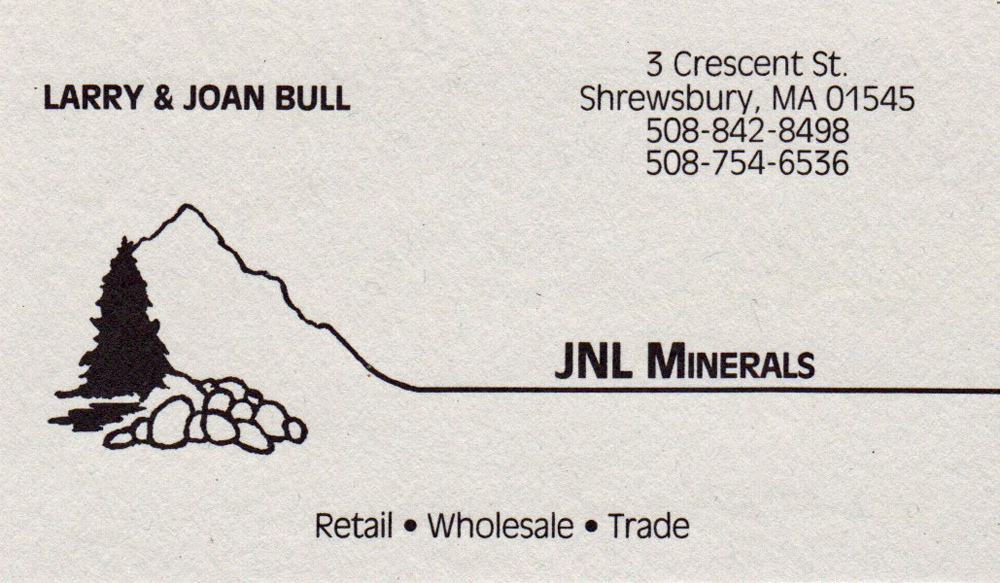 LARRY & JOAN BULL
3 Crescent St.
Shrewsbury, MA 01545
508-842-8498
508-754-6536
JNL MINERALS
Retail • Wholesale • Trade